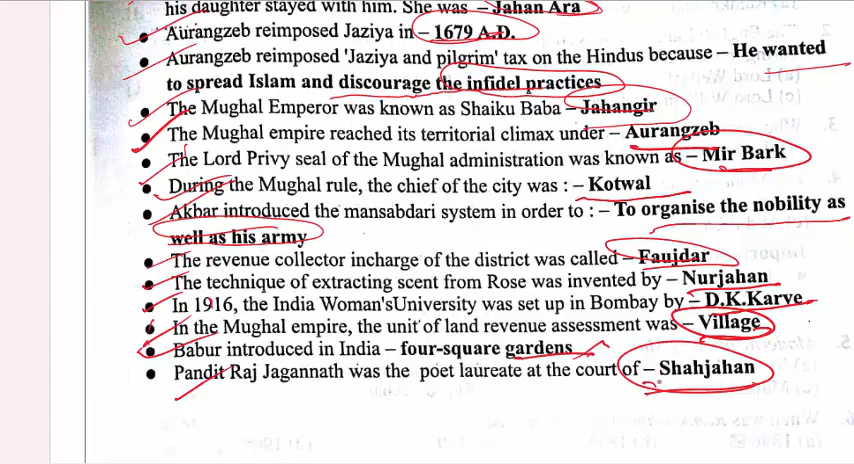 his daughter stayed with him. She was – Jahan Ara
● Aurangzeb reimposed Jaziya in – 1679 A.D.
● Aurangzeb reimposed 'Jaziya and pilgrim' tax on the Hindus because – He wanted
to spread Islam and discourage the infidel practices
● The Mughal Emperor was known as Shaiku Baba – Jahangir
● The Mughal empire reached its territorial climax under – Aurangzeb
● The Lord Privy seal of the Mughal administration was known as – Mir Bark
● During the Mughal rule, the chief of the city was : – Kotwal
● Akbar introduced the mansabdari system in order to : – To organise the nobility as
well as his army
● The revenue collector incharge of the district was called – Faujdar
● The technique of extracting scent from Rose was invented by – Nurjahan
● In 1916, the India Woman'sUniversity was set up in Bombay by – D.K.Karve
● In the Mughal empire, the unit of land revenue assessment was – Village
● Babur introduced in India – four-square gardens
● Pandit Raj Jagannath was the poet laureate at the court of – Shahjahan